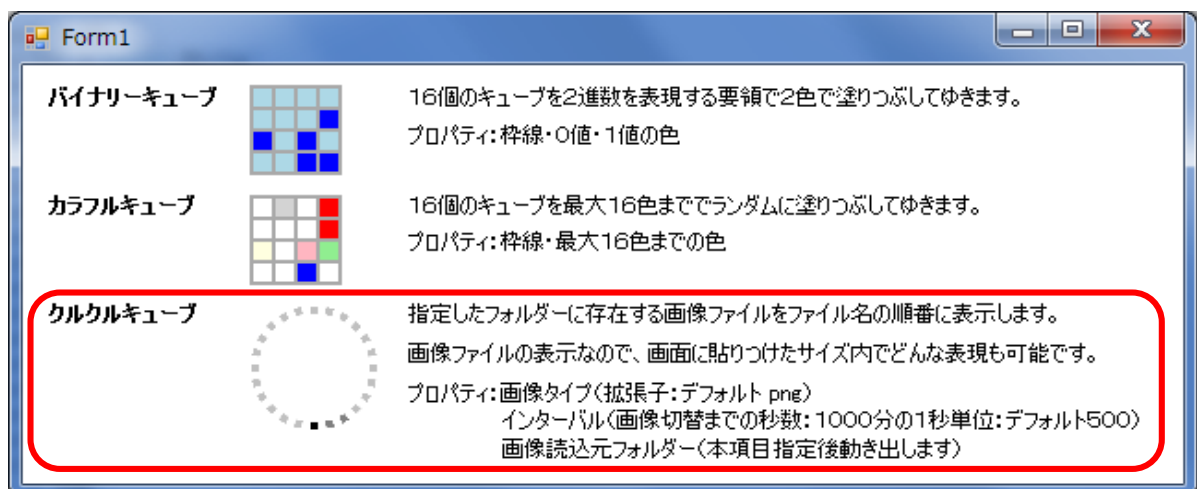 Form1
バイナリーキューブ
16個のキューブを2進数を表現する要領で2色で塗りつぶしてゆきます。
プロパティ:枠線・0値・1値の色
カラフルキューブ
16個のキューブを最大16色まででランダムに塗りつぶしてゆきます。
プロパティ:枠線・最大16色までの色
クルクルキューブ
指定したフォルダーに存在する画像ファイルをファイル名の順番に表示します。
画像ファイルの表示なので、画面に貼りつけたサイズ内でどんな表現も可能です。
プロパティ:画像タイプ(拡張子:デフォルト png)
インターバル(画像切替までの秒数:1000分の1秒単位:デフォルト500)
画像読込元フォルダー(本項目指定後動き出します)